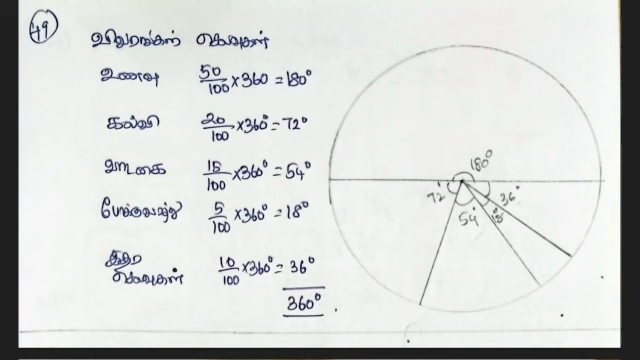 49
விவரங்கள் செலவுகள்
உணவு 50/100 ×360 = 180°
கல்வி 20/100 ×360° = 72°
வாடகை 15/100 ×360° = 54°
போக்குவரத்து 5/100 ×360° = 18°
இதர செலவுகள் 10/100 ×360° = 36°
360°
180°
72°
36°
54°
18°